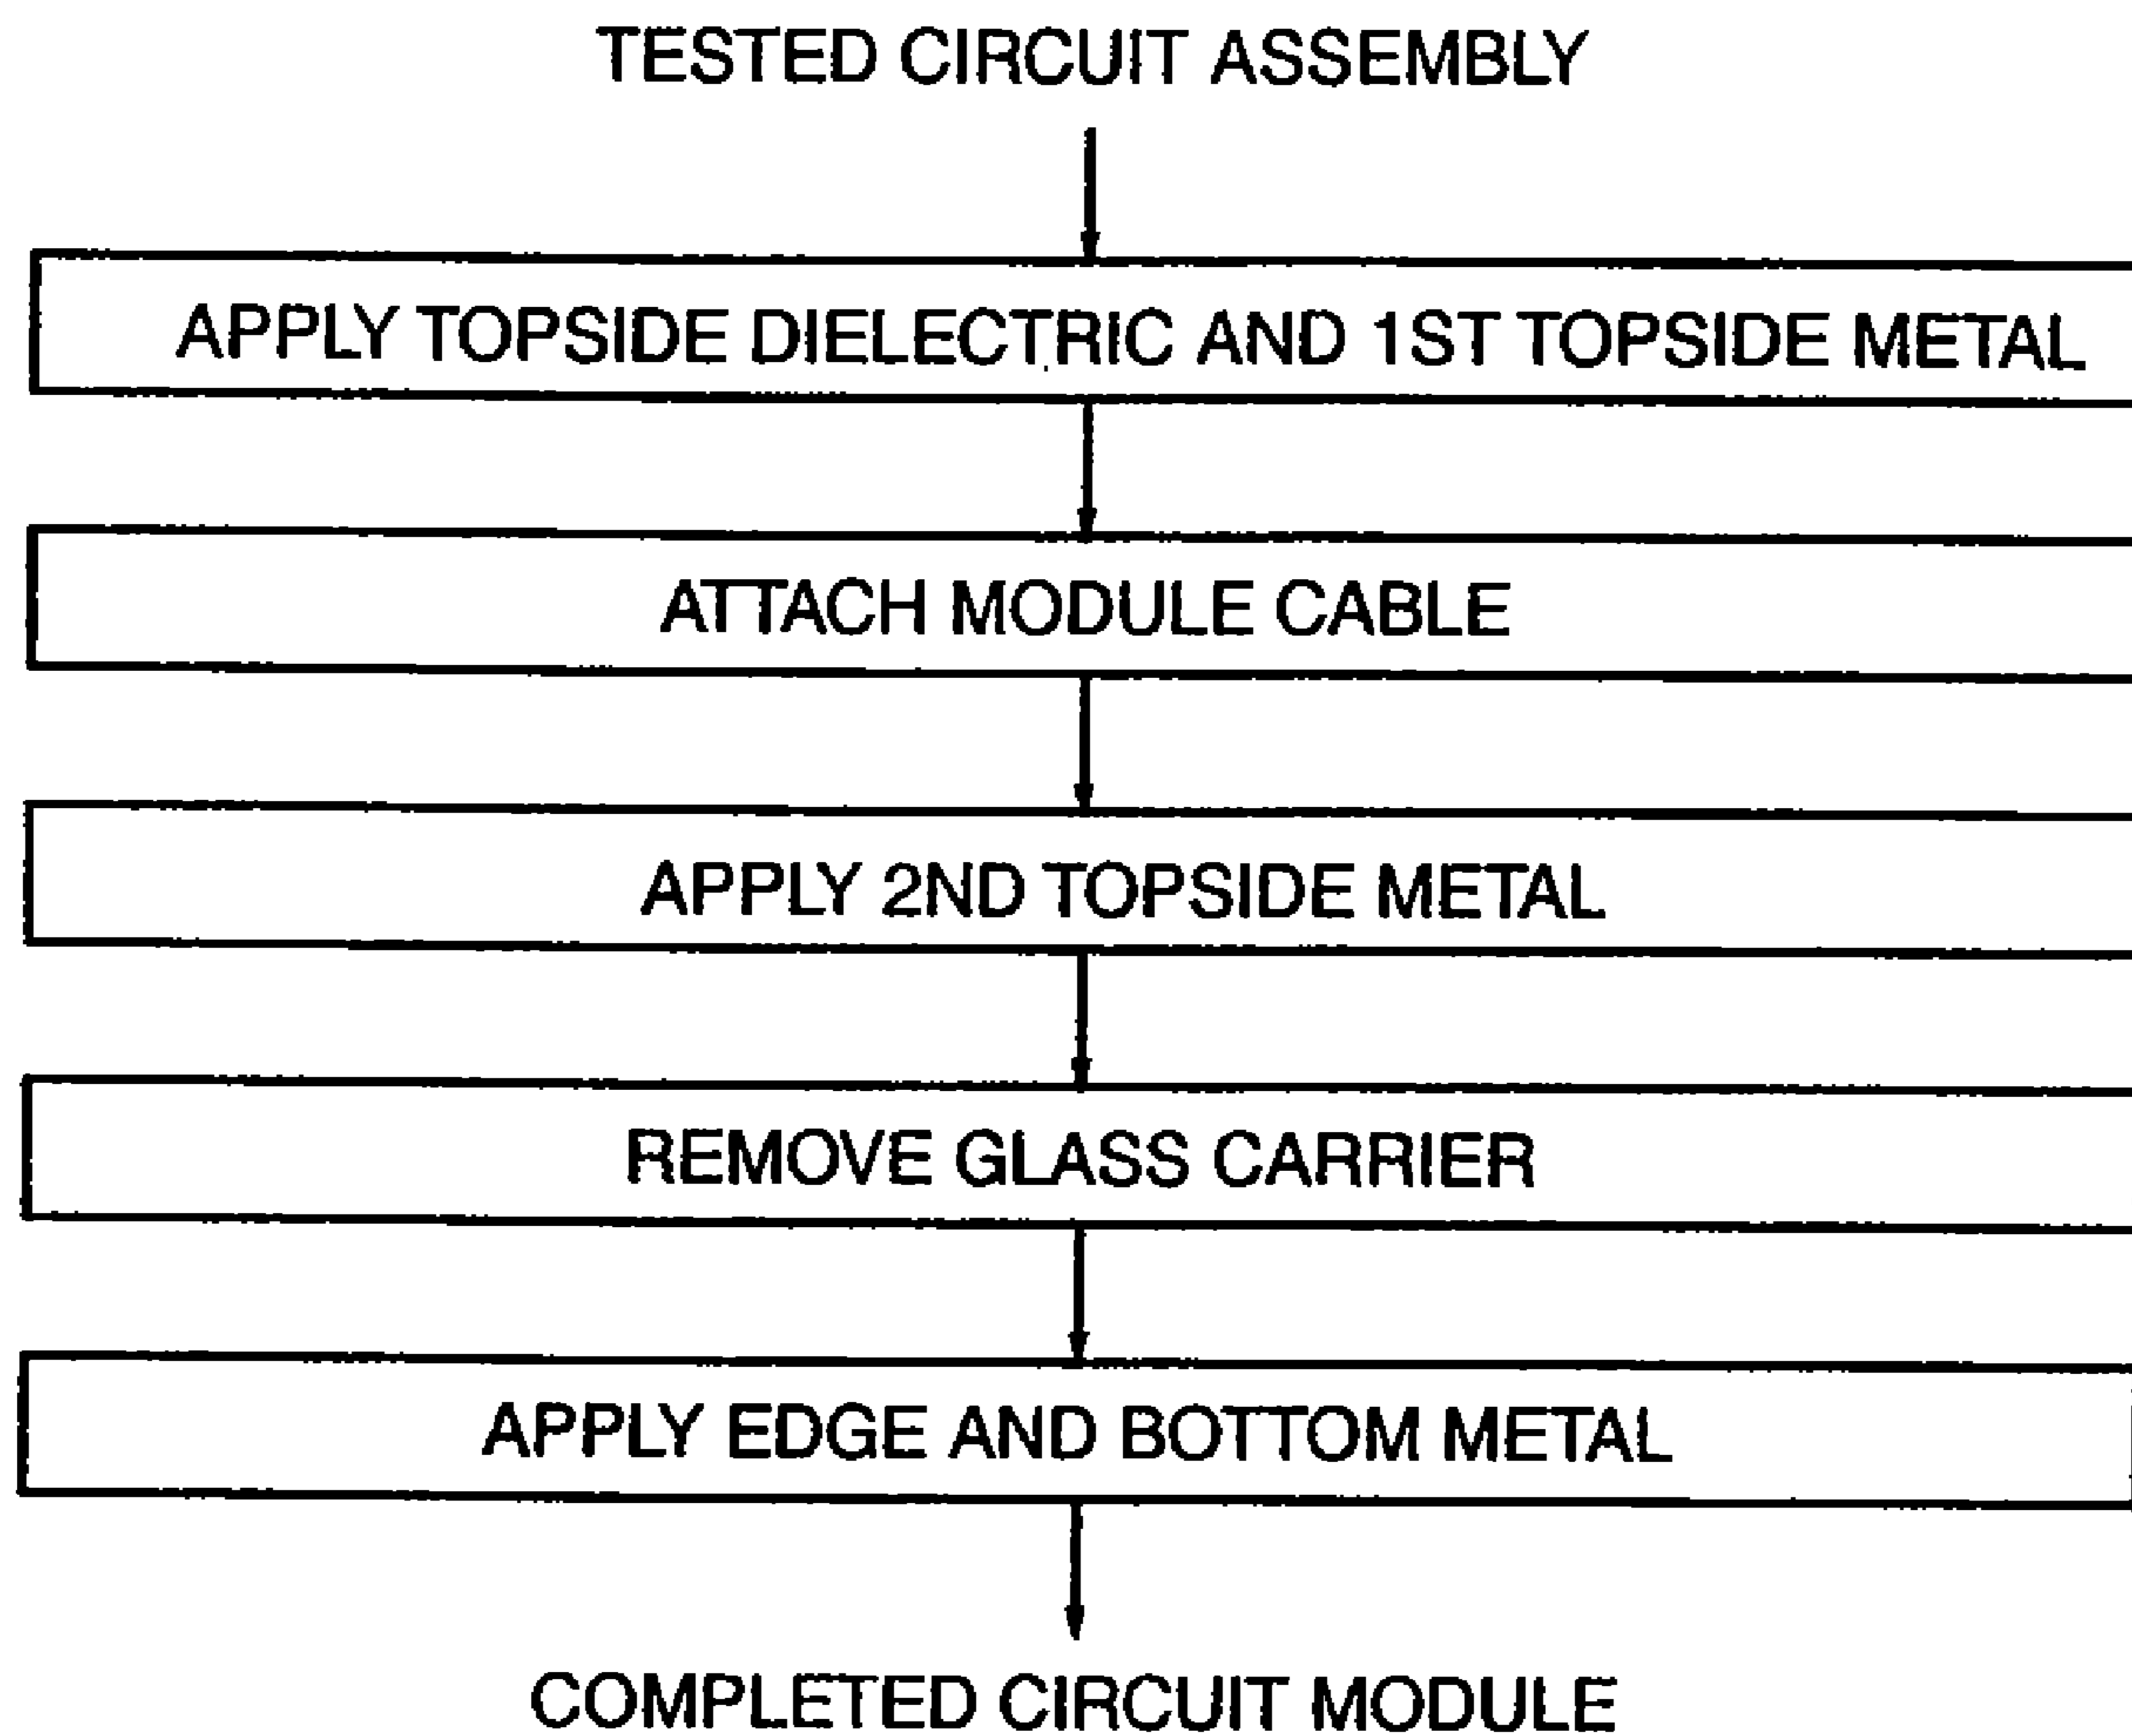 TESTED CIRCUIT ASSEMBLY
APPLY TOPSIDE DIELECTRIC AND 1ST TOPSIDE METAL
ATTACH MODULE CABLE
APPLY 2ND TOPSIDE METAL
REMOVE GLASS CARRIER
APPLY EDGE AND BOTTOM METAL
COMPLETED CIRCUIT MODULE